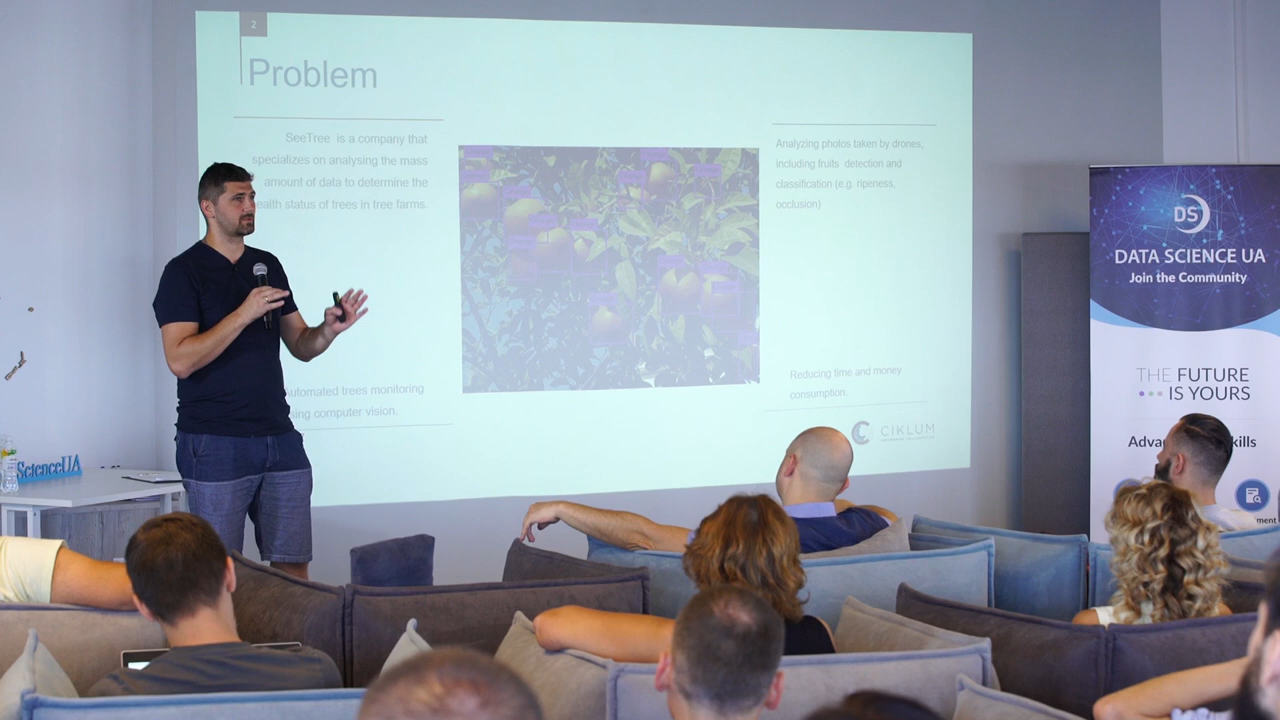 2
Problem
SeeTree is a company that
specializes on analysing the mass
amount of data to determine the
ealth status of trees in tree farms.
Analyzing photos taken by drones,
including fruits detection and
classification (e.g. ripeness,
occlusion)
utomated trees monitoring
ing computer vision.
Reducing time and money
consumption.
CIKLUM
DS
DATA SCIENCE UA
Join the Community
THE FUTURE
IS YOURS
ScienceUA